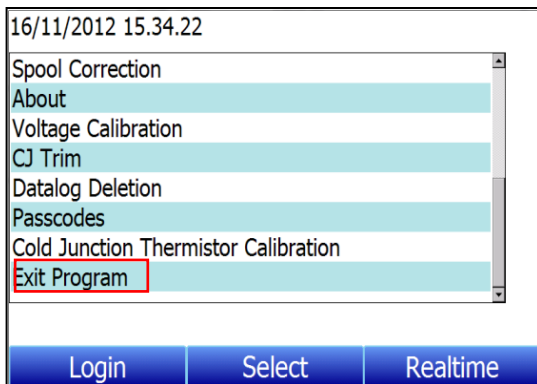 16/11/2012 15.34.22
Spool Correction
About
Voltage Calibration
CJ Trim
Datalog Deletion
Passcodes
Cold Junction Thermistor Calibration
Exit Program
Login Select Realtime